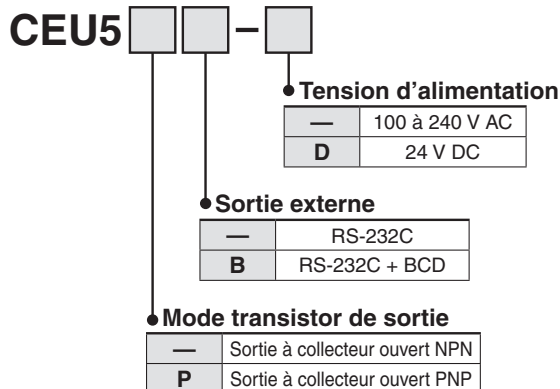 CEU5 –
Tension d'alimentation
— 100 à 240 V AC
D 24 V DC
Sortie externe
— RS-232C
B RS-232C + BCD
Mode transistor de sortie
— Sortie à collecteur ouvert NPN
P Sortie à collecteur ouvert PNP